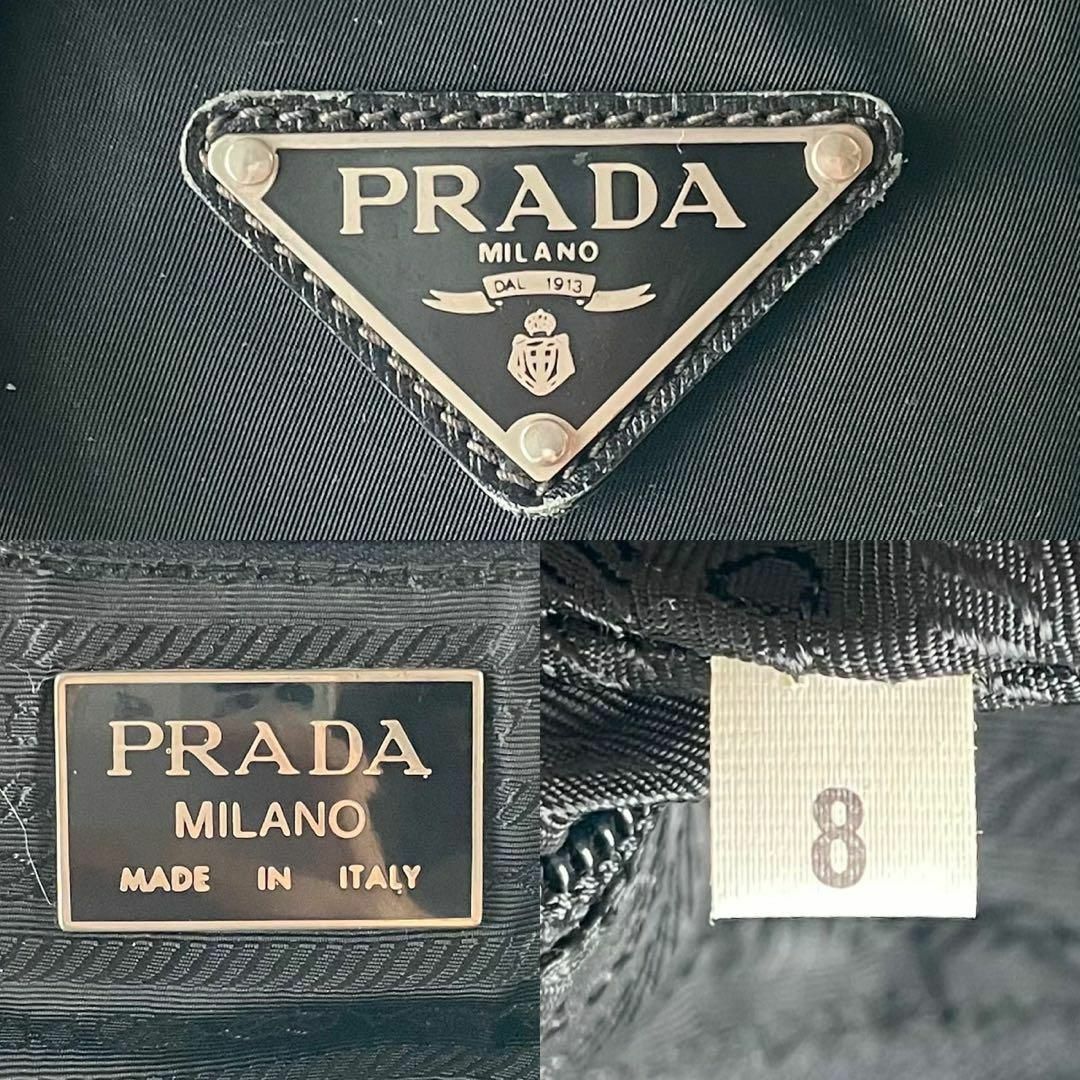 PRADA
MILANO
DAL 1913
PRADA
MILANO
MADE IN ITALY
8